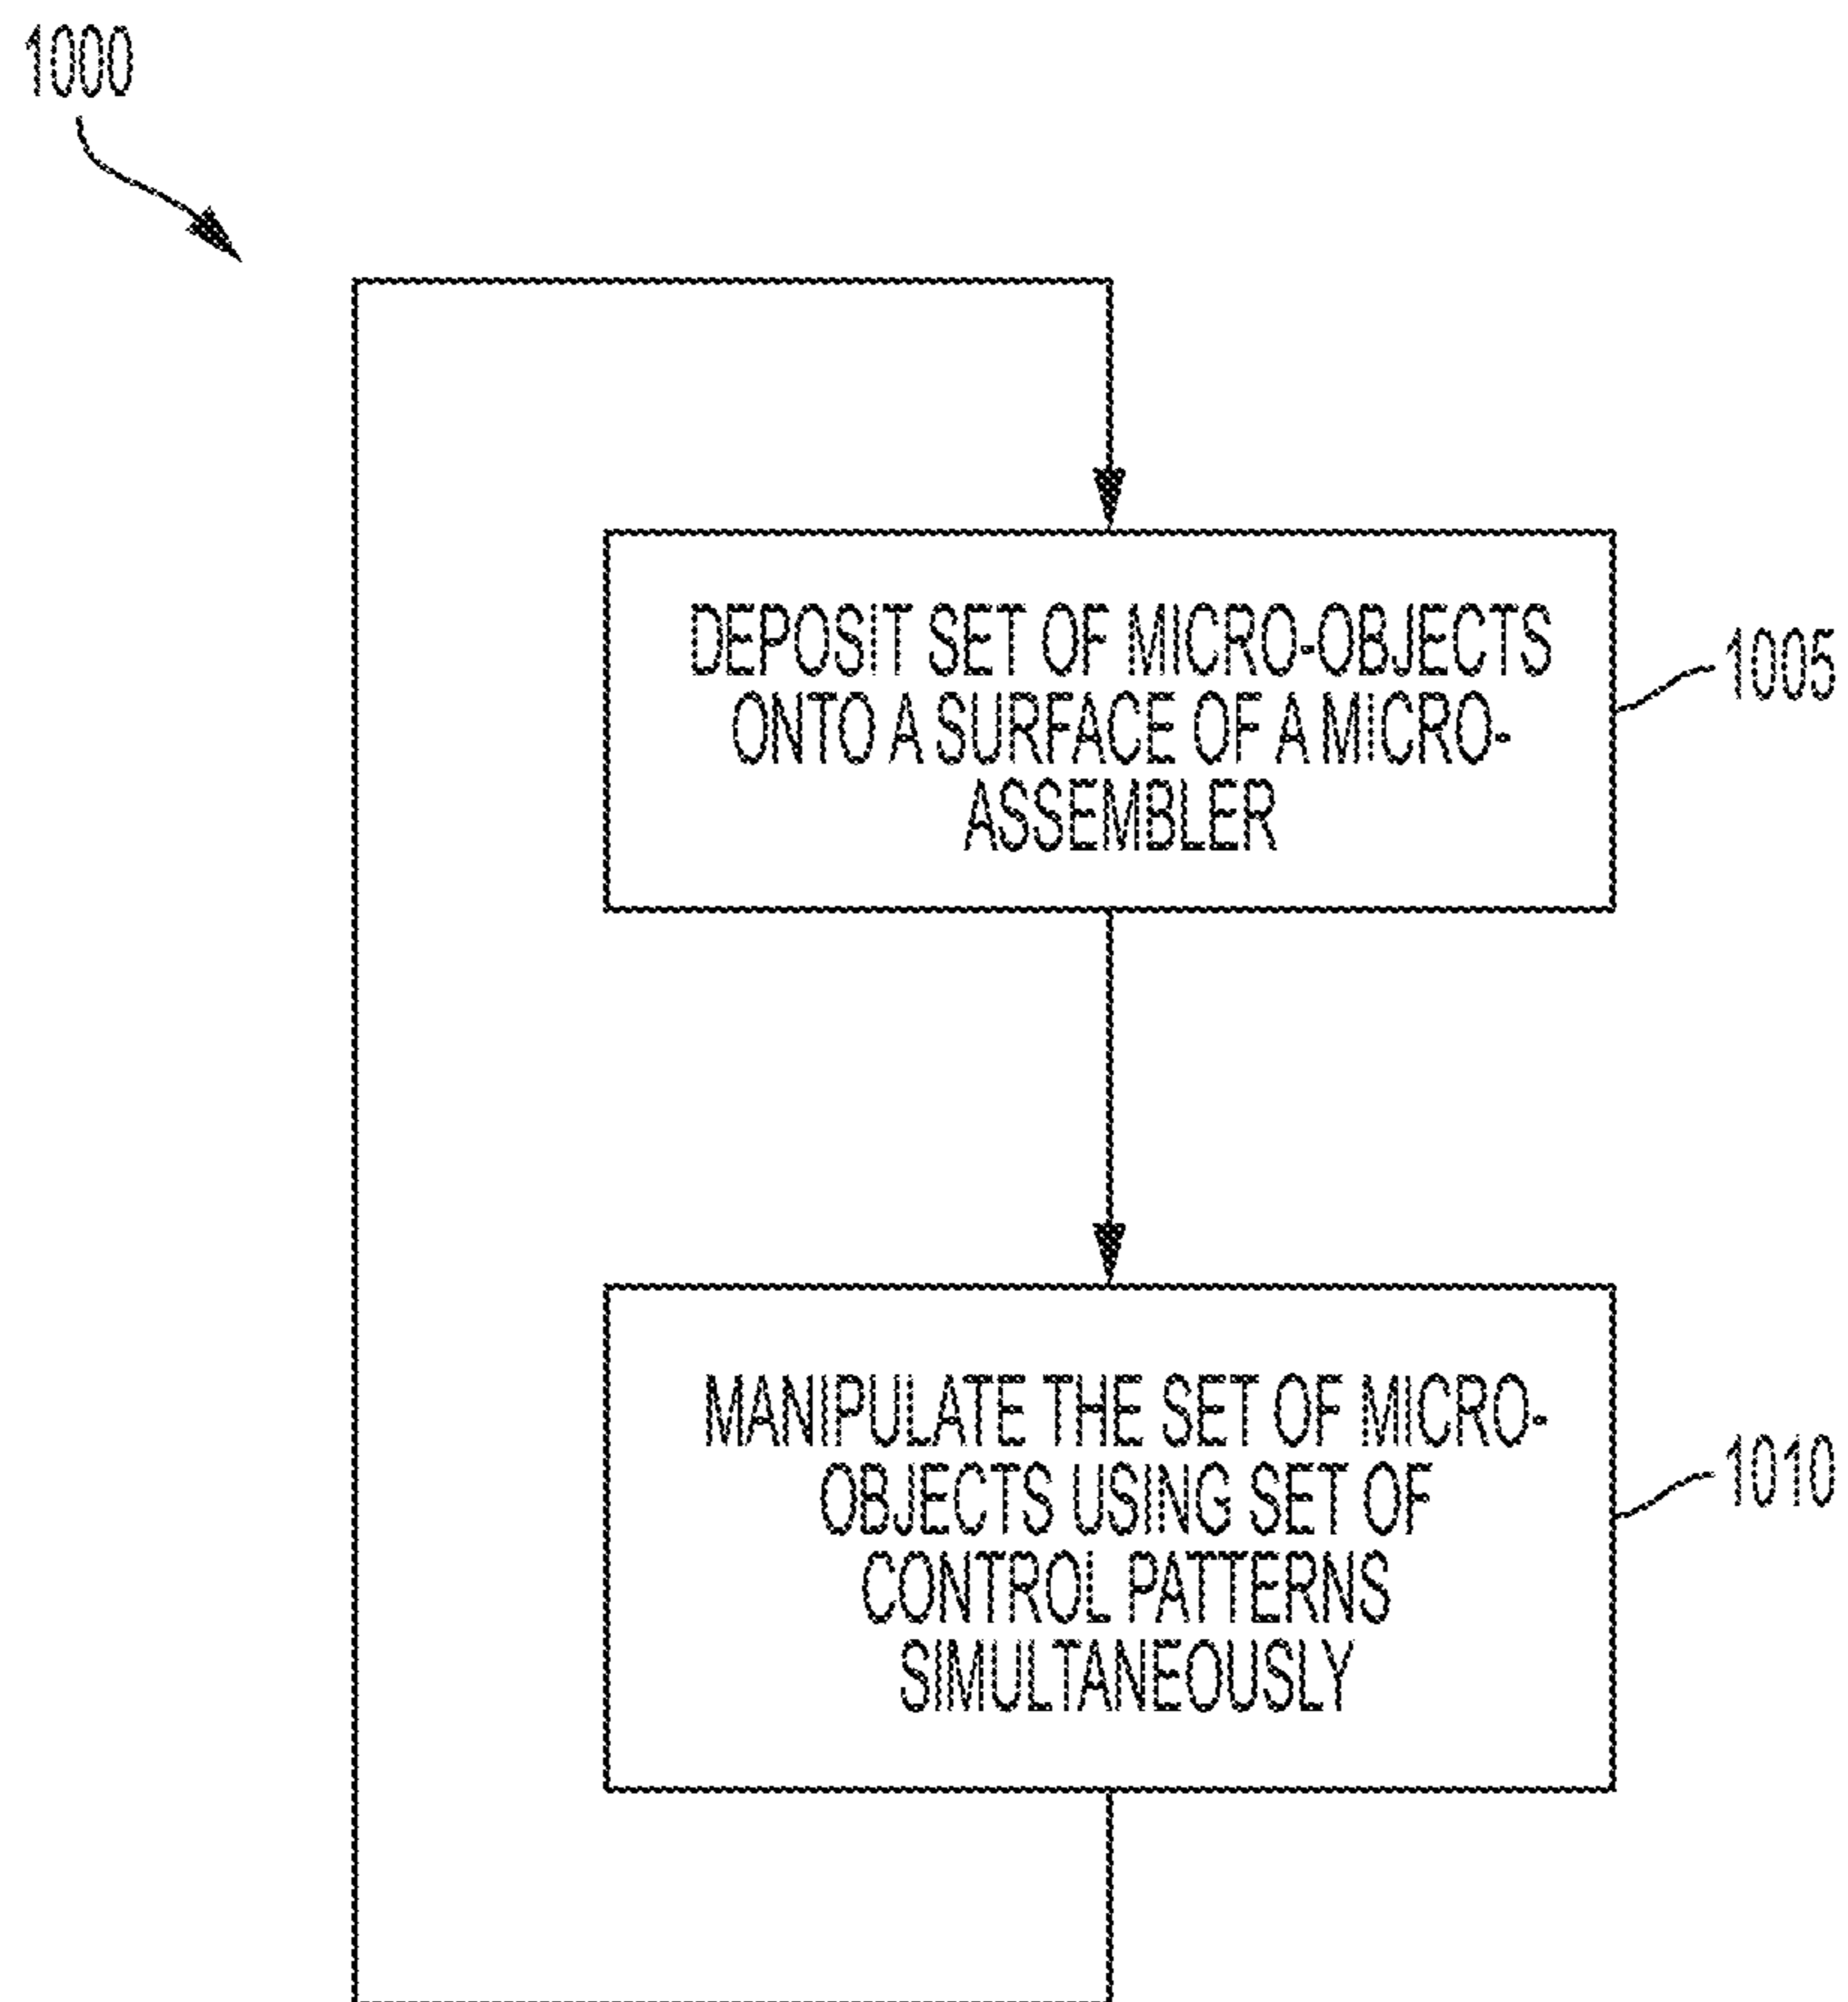 1000
DEPOSIT SET OF MICRO-OBJECTS
ONTO A SURFACE OF A MICRO-
ASSEMBLER
1005
MANIPULATE THE SET OF MICRO-
OBJECTS USING SET OF
CONTROL PATTERNS
SIMULTANEOUSLY
1010